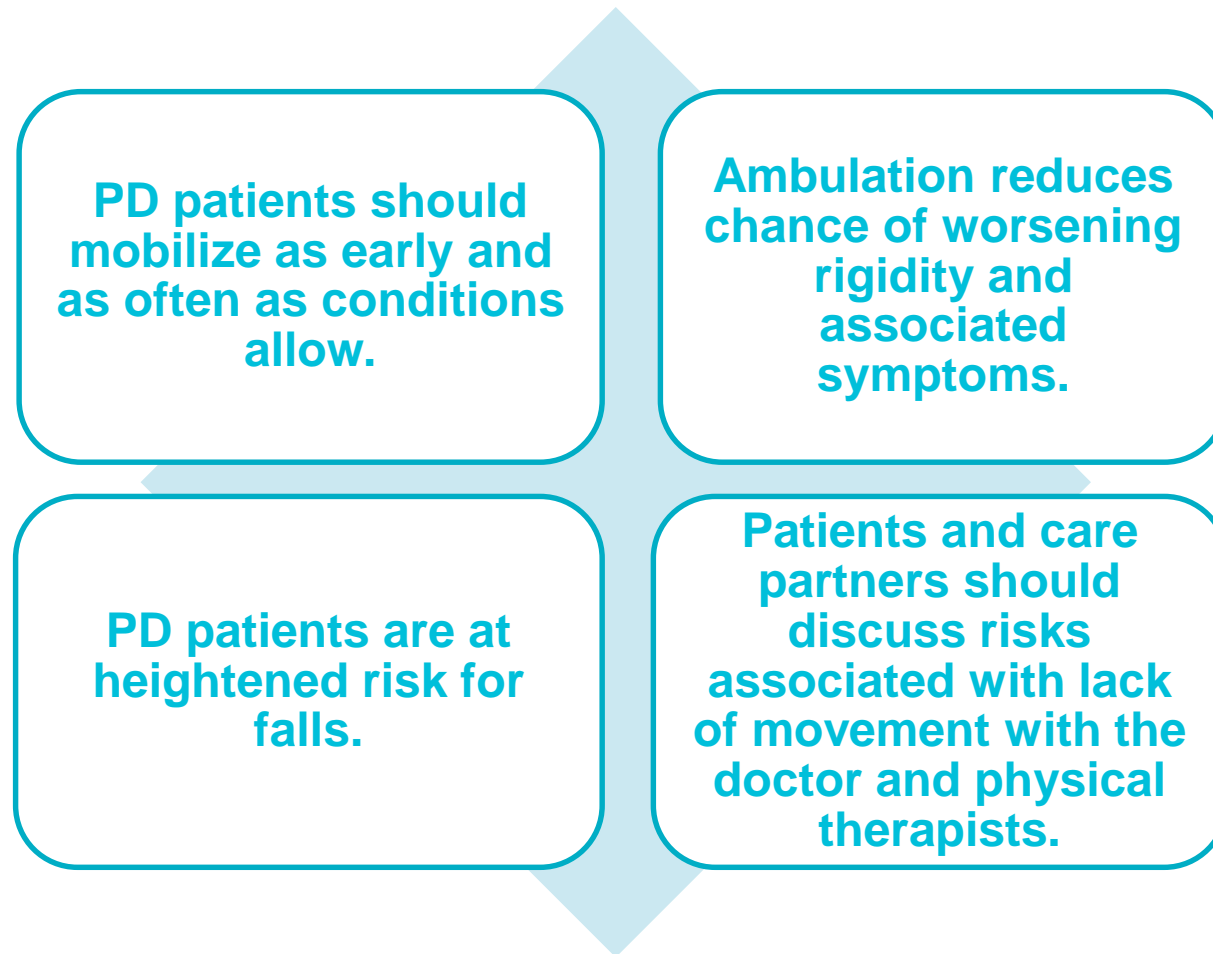 PD patients should
mobilize as early and
as often as conditions
allow.
Ambulation reduces
chance of worsening
rigidity and
associated
symptoms.
PD patients are at
heightened risk for
falls.
Patients and care
partners should
discuss risks
associated with lack
of movement with the
doctor and physical
therapists.